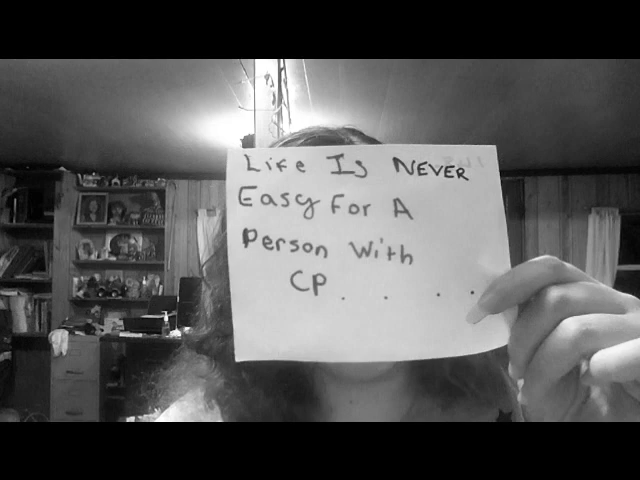 Life Is NEVER
Easy For A
Person With
CP. . . .